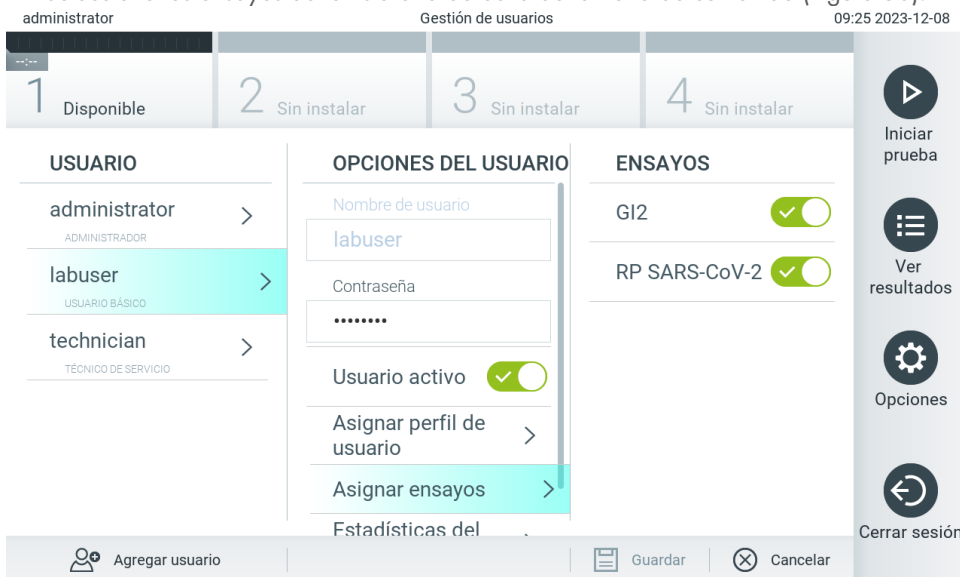 administrator
Gestión de usuarios
09:25 2023-12-08
--:--
1 Disponible
2 Sin instalar
3 Sin instalar
4 Sin instalar
USUARIO
administrator
ADMINISTRADOR
labuser
USUARIO BÁSICO
technician
TÉCNICO DE SERVICIO
OPCIONES DEL USUARIO
Nombre de usuario
labuser
Contraseña
••••••••
Usuario activo
Asignar perfil de
usuario
Asignar ensayos
Estadísticas del
ENSAYOS
GI2
RP SARS-CoV-2
Iniciar
prueba
Ver
resultados
Opciones
Cerrar sesión
Agregar usuario
Guardar
Cancelar